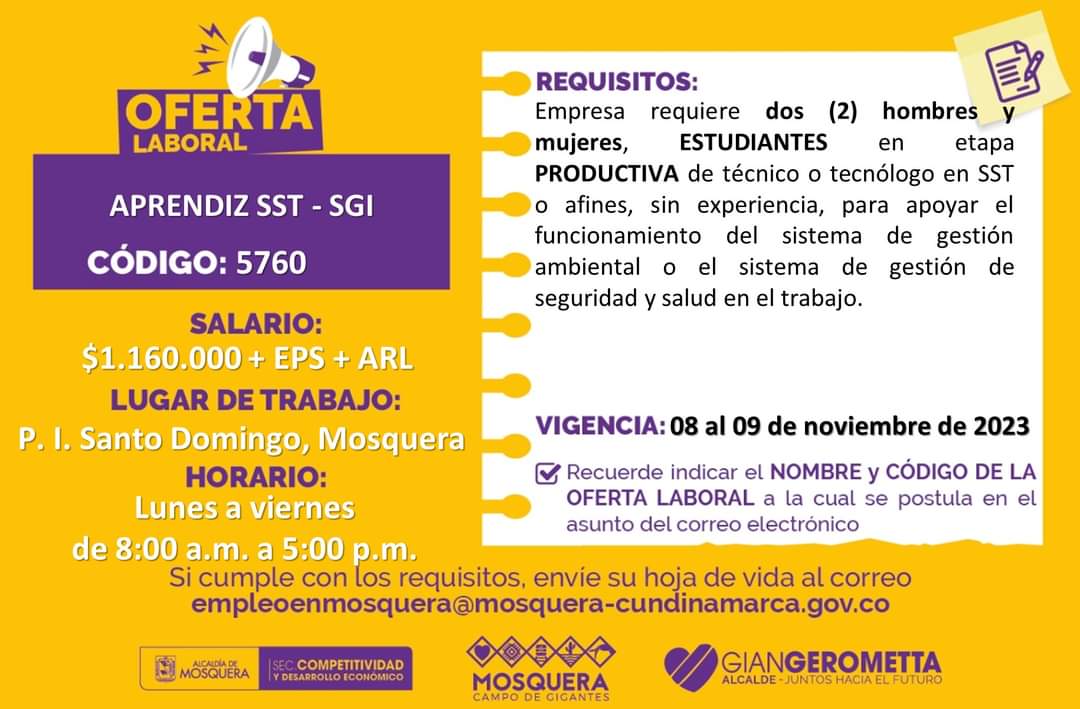 OFERTA
LABORAL
APRENDIZ SST - SGI
CÓDIGO: 5760
SALARIO:
$1.160.000 + EPS + ARL
LUGAR DE TRABAJO:
P. I. Santo Domingo, Mosquera
HORARIO:
Lunes a viernes
de 8:00 a.m. a 5:00 p.m.
REQUISITOS:
Empresa requiere dos (2) hombres y
mujeres, ESTUDIANTES en etapa
PRODUCTIVA de técnico o tecnólogo en SST
o afines, sin experiencia, para apoyar el
funcionamiento del sistema de gestión
ambiental o el sistema de gestión de
seguridad y salud en el trabajo.
VIGENCIA: 08 al 09 de noviembre de 2023
Recuerde indicar el NOMBRE y CÓDIGO DE LA
OFERTA LABORAL a la cual se postula en el
asunto del correo electrónico
Si cumple con los requisitos, envíe su hoja de vida al correo
empleoenmosquera@mosquera-cundinamarca.gov.co
ALCALDÍA DE
MOSQUERA
SEC. COMPETITIVIDAD
Y DESARROLLO ECONÓMICO
MOSQUERA
CAMPO DE GIGANTES
GIANGEROMETTA
ALCALDE - JUNTOS HACIA EL FUTURO